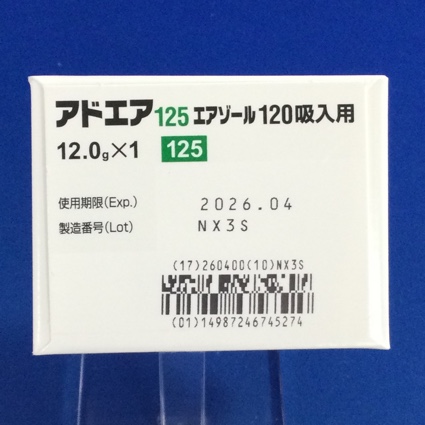 アドエア125エアゾール120吸入用
12.0g×1 125
使用期限(Exp.) 2026.04
製造番号(Lot) NX3S
(17)260400(10)NX3S
(01)14987246745274